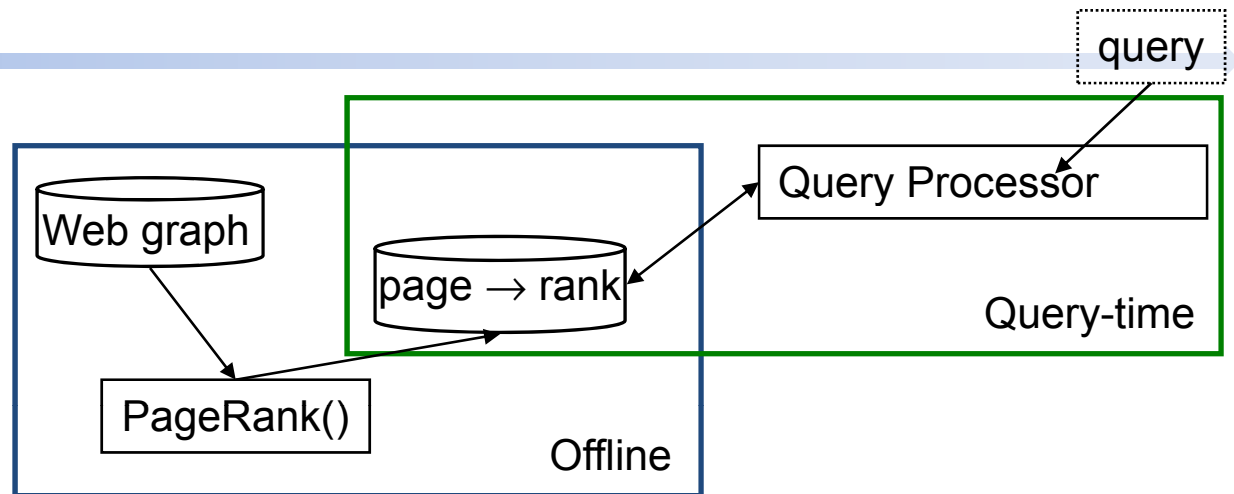 query
Query Processor
Web graph
page → rank
Query-time
PageRank()
Offline